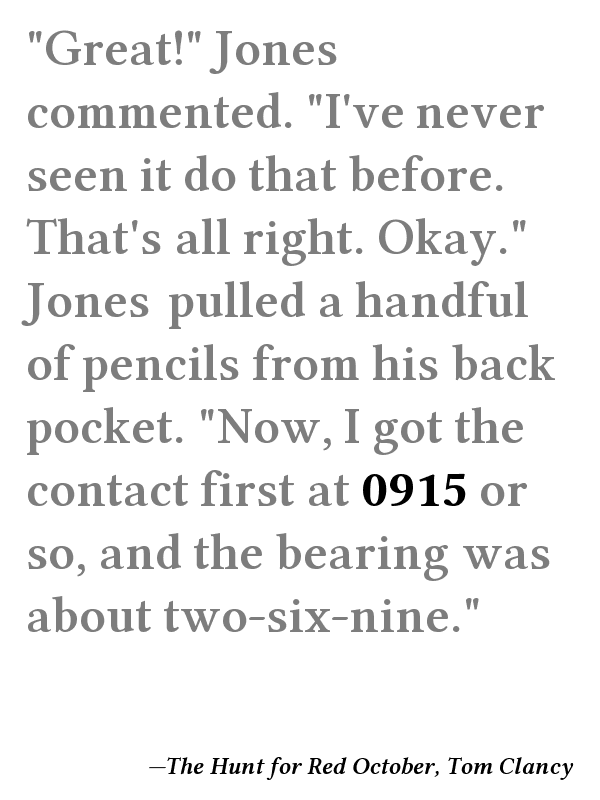 "Great!" Jones
commented. "I've never
seen it do that before.
That's all right. Okay."
Jones pulled a handful
of pencils from his back
pocket. "Now, I got the
contact first at 0915 or
so, and the bearing was
about two-six-nine."
—The Hunt for Red October, Tom Clancy